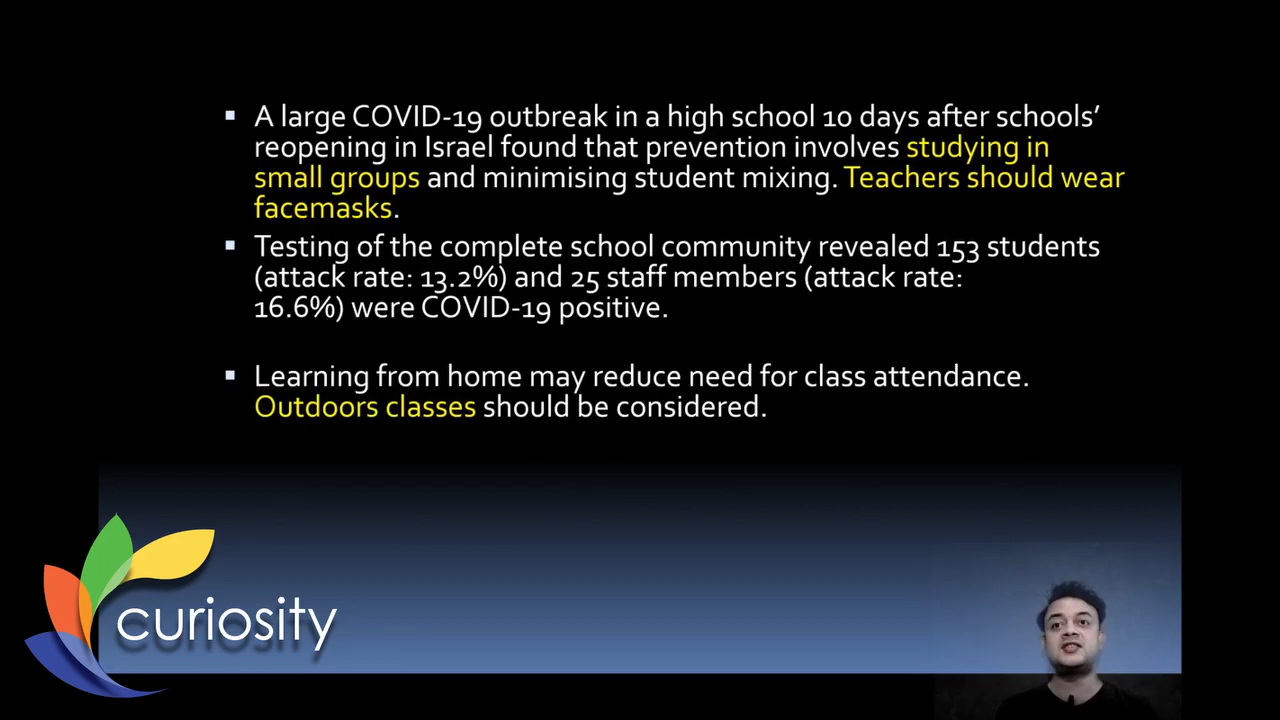 ▪ A large COVID-19 outbreak in a high school 10 days after schools’
reopening in Israel found that prevention involves studying in
small groups and minimising student mixing. Teachers should wear
facemasks.
▪ Testing of the complete school community revealed 153 students
(attack rate: 13.2%) and 25 staff members (attack rate:
16.6%) were COVID-19 positive.
▪ Learning from home may reduce need for class attendance.
Outdoors classes should be considered.
curiosity